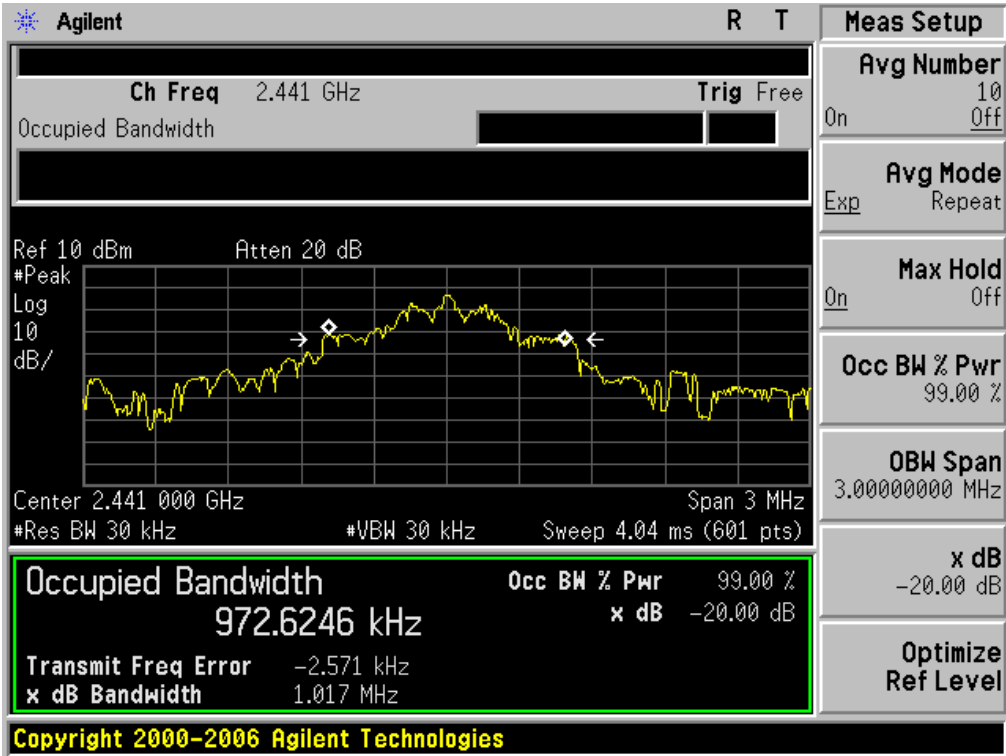 Agilent R T
Ch Freq 2.441 GHz Trig Free
Occupied Bandwidth
Ref 10 dBm Atten 20 dB
#Peak
Log
10
dB/
Center 2.441 000 GHz Span 3 MHz
#Res BW 30 kHz #VBW 30 kHz Sweep 4.04 ms (601 pts)
Occupied Bandwidth Occ BW % Pwr 99.00 %
972.6246 kHz x dB -20.00 dB
Transmit Freq Error -2.571 kHz
x dB Bandwidth 1.017 MHz
Copyright 2000-2006 Agilent Technologies
Meas Setup
Avg Number
10
On Off
Avg Mode
Exp Repeat
Max Hold
On Off
Occ BW % Pwr
99.00 %
OBW Span
3.00000000 MHz
x dB
-20.00 dB
Optimize
Ref Level